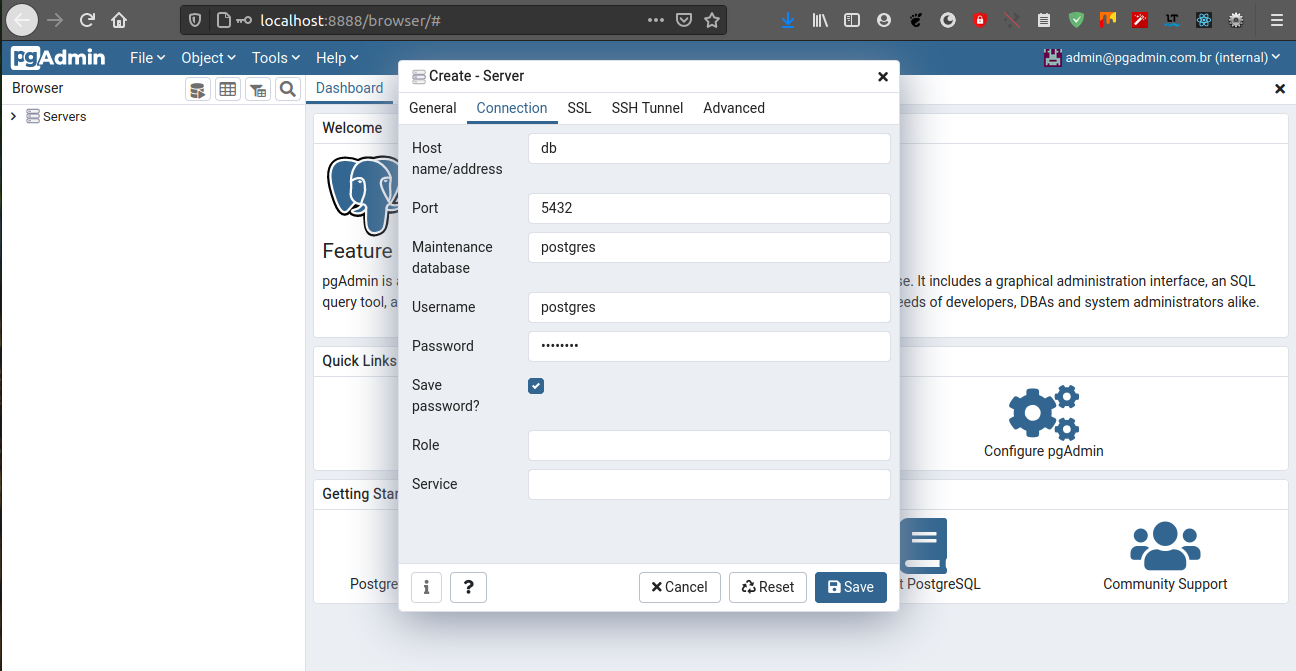 localhost:8888/browser/#
pgAdmin
File
Object
Tools
Help
admin@pgadmin.com.br (internal)
Browser
Dashboard
Servers
Welcome
Feature
pgAdmin is
se. It includes a graphical administration interface, an SQL
query tool, a
eeds of developers, DBAs and system administrators alike.
Quick Links
Configure pgAdmin
Getting Star
Postgre
t PostgreSQL
Community Support
Create - Server
General
Connection
SSL
SSH Tunnel
Advanced
Host
name/address
db
Port
5432
Maintenance
database
postgres
Username
postgres
Password
••••••••
Save
password?
Role
Service
i
?
Cancel
Reset
Save
LT